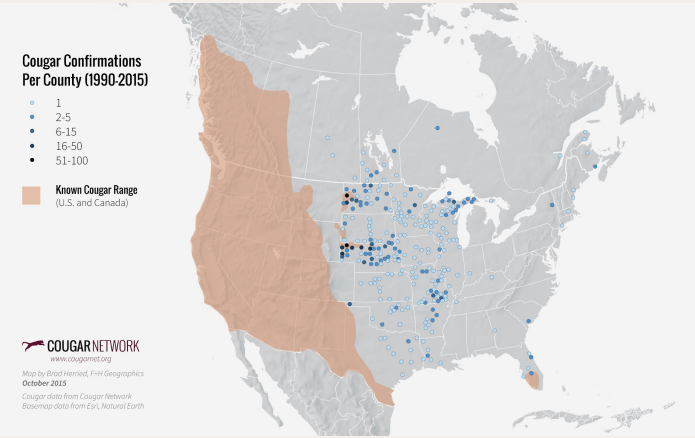 Cougar Confirmations
Per County (1990-2015)
1
2-5
6-15
16-50
51-100
Known Cougar Range
(U.S. and Canada)
COUGAR NETWORK
www.cougarnet.org
Map by Brad Herried, F+H Geographics
October 2015
Cougar data from Cougar Network
Basemap data from Esri, Natural Earth